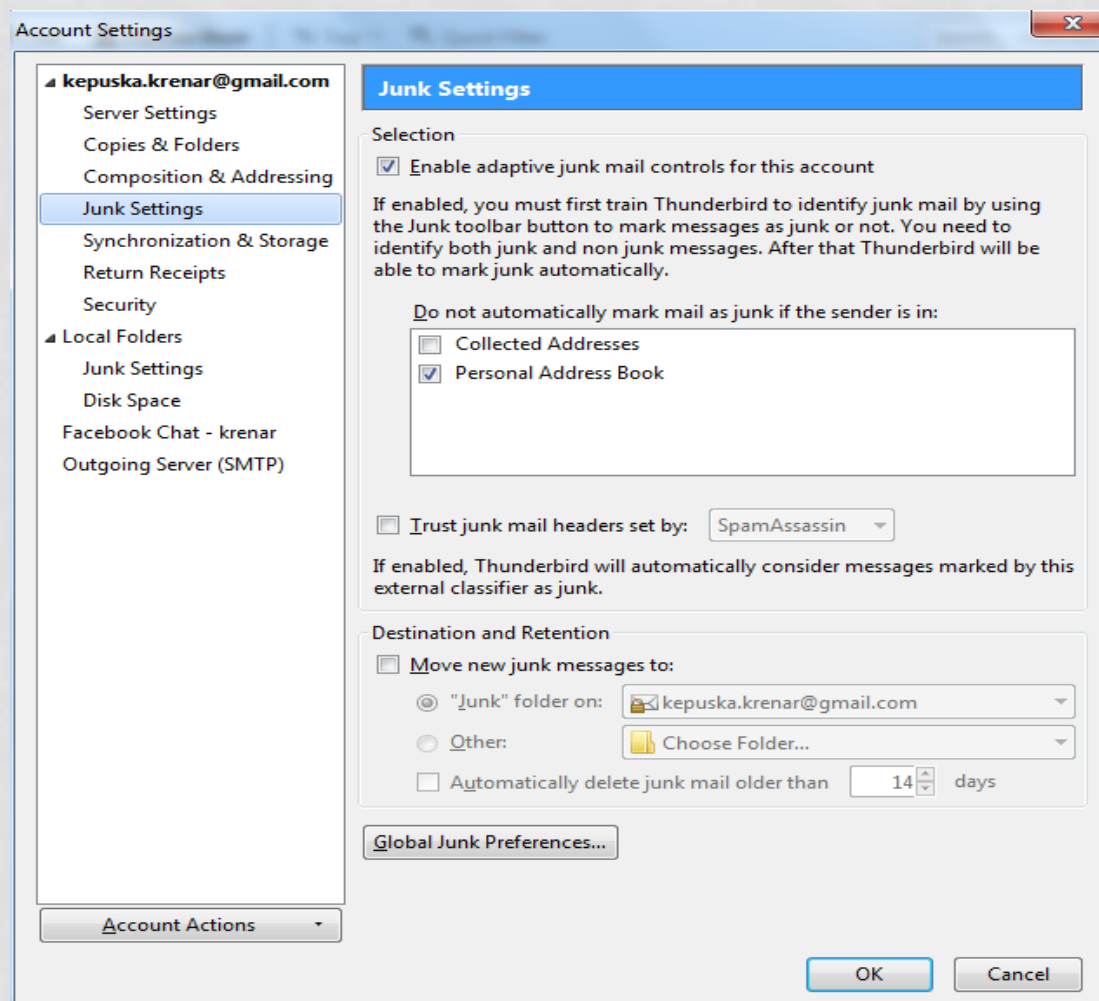 Account Settings
kepuska.krenar@gmail.com
Server Settings
Copies & Folders
Composition & Addressing
Junk Settings
Synchronization & Storage
Return Receipts
Security
Local Folders
Junk Settings
Disk Space
Facebook Chat - krenar
Outgoing Server (SMTP)
Account Actions
Junk Settings
Selection
Enable adaptive junk mail controls for this account
If enabled, you must first train Thunderbird to identify junk mail by using
the Junk toolbar button to mark messages as junk or not. You need to
identify both junk and non junk messages. After that Thunderbird will be
able to mark junk automatically.
Do not automatically mark mail as junk if the sender is in:
Collected Addresses
Personal Address Book
Trust junk mail headers set by: SpamAssassin
If enabled, Thunderbird will automatically consider messages marked by this
external classifier as junk.
Destination and Retention
Move new junk messages to:
"Junk" folder on: kepuska.krenar@gmail.com
Other: Choose Folder...
Automatically delete junk mail older than 14 days
Global Junk Preferences...
OK Cancel